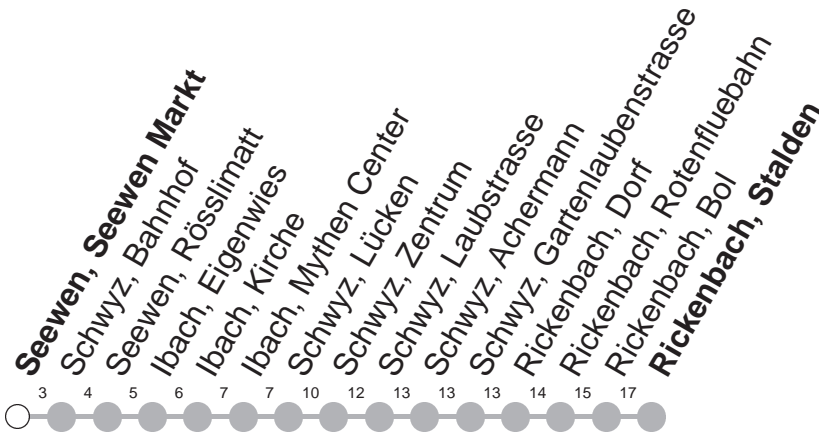 Seewen, Seewen Markt
Schwyz, Bahnhof
Seewen, Rösslimatt
Ibach, Eigenwies
Ibach, Kirche
Ibach, Mythen Center
Schwyz, Lücken
Schwyz, Zentrum
Schwyz, Laubstrasse
Schwyz, Achermann
Schwyz, Gartenlaubenstrasse
Rickenbach, Dorf
Rickenbach, Rotenfluebahn
Rickenbach, Bol
Rickenbach, Stalden
3 4 5 6 7 7 10 12 13 13 13 14 15 17